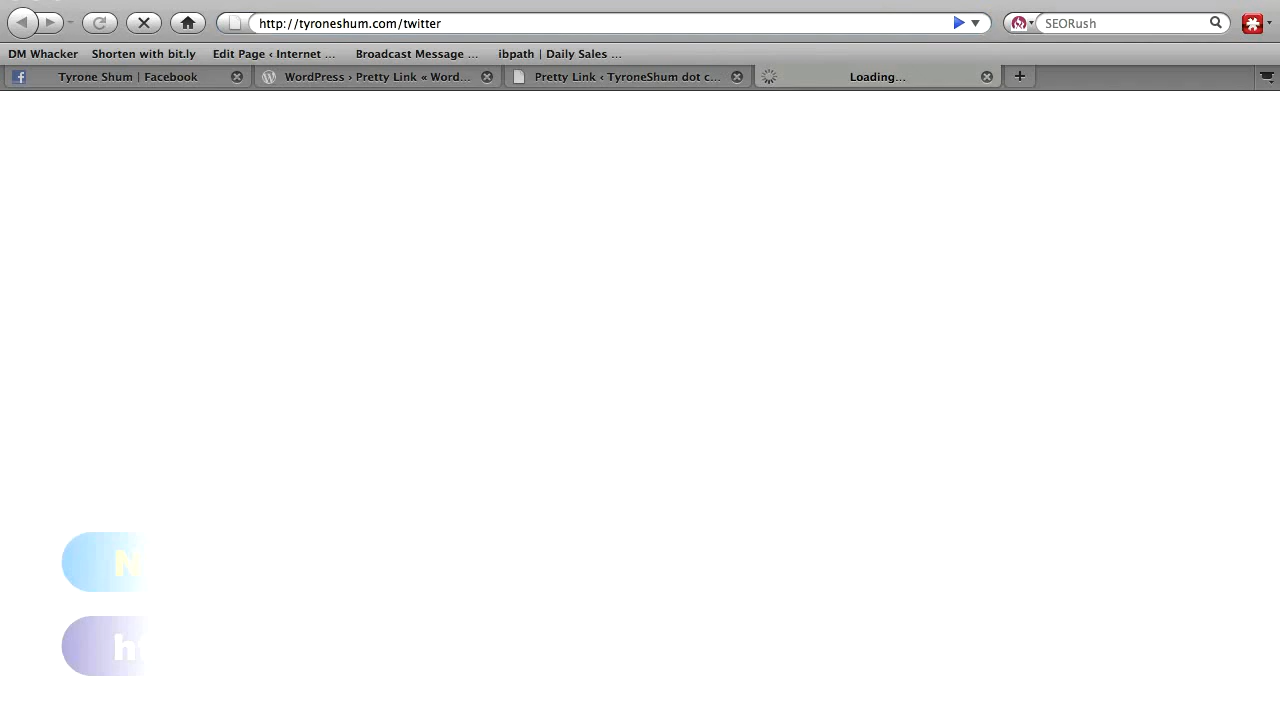 http://tyroneshum.com/twitter
SEORush
DM Whacker Shorten with bit.ly Edit Page ‹ Internet ... Broadcast Message ... ibpath | Daily Sales ...
Tyrone Shum | Facebook WordPress › Pretty Link « Word... Pretty Link ‹ TyroneShum dot c... Loading...